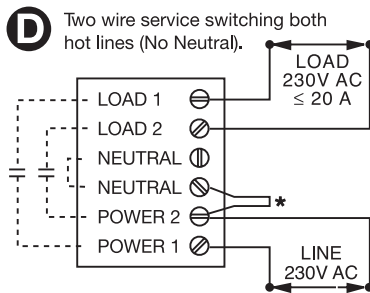 D
Two wire service switching both
hot lines (No Neutral).
LOAD
230V AC
≤ 20 A
LOAD 1
LOAD 2
NEUTRAL
NEUTRAL
*
POWER 2
POWER 1
LINE
230V AC